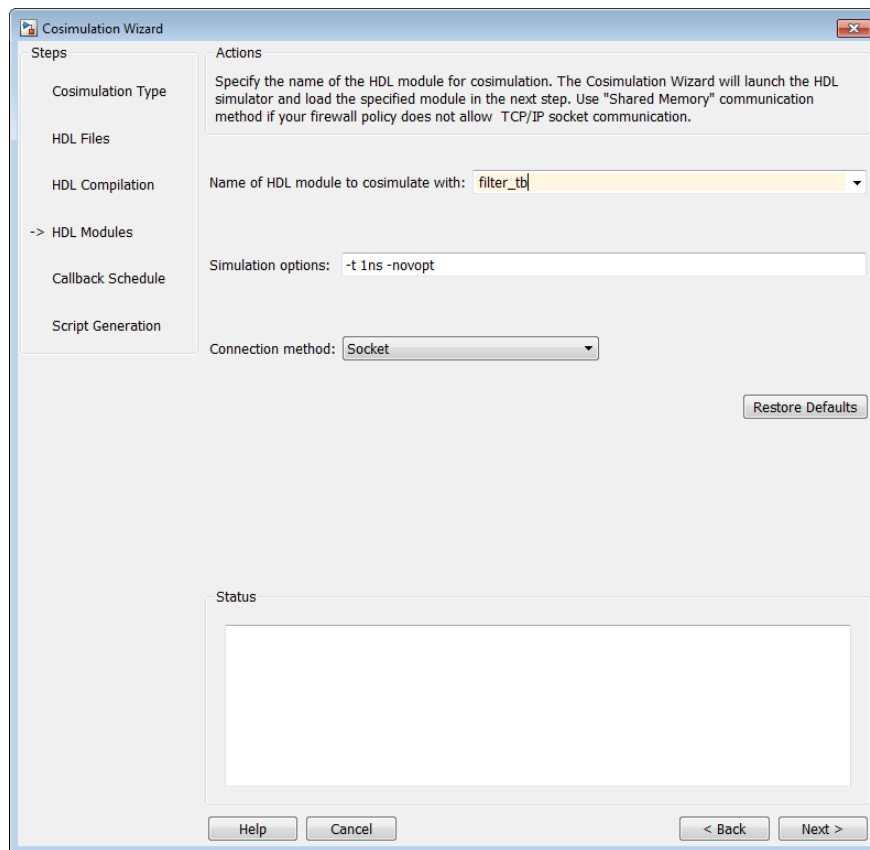 Cosimulation Wizard
Steps
Cosimulation Type
HDL Files
HDL Compilation
-> HDL Modules
Callback Schedule
Script Generation
Actions
Specify the name of the HDL module for cosimulation. The Cosimulation Wizard will launch the HDL
simulator and load the specified module in the next step. Use "Shared Memory" communication
method if your firewall policy does not allow TCP/IP socket communication.
Name of HDL module to cosimulate with: filter_tb
Simulation options: -t 1ns -novopt
Connection method: Socket
Restore Defaults
Status
Help Cancel < Back Next >